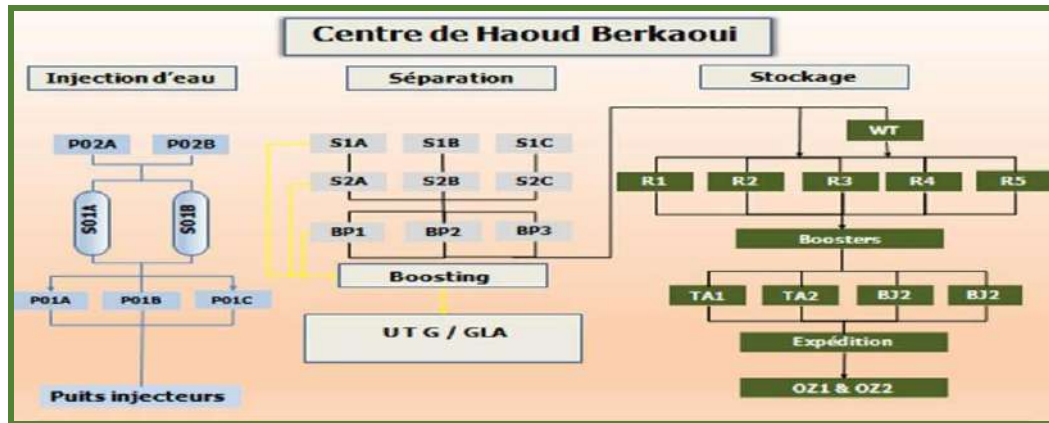 Centre de Haoud Berkaoui
Injection d'eau
Séparation
Stockage
P02A P02B
S01A S01B
P01A P01B P01C
Puits injecteurs
S1A S1B S1C
S2A S2B S2C
BP1 BP2 BP3
Boosting
U T G / GLA
WT
R1 R2 R3 R4 R5
Boosters
TA1 TA2 BJ2 BJ2
Expédition
OZ1 & OZ2